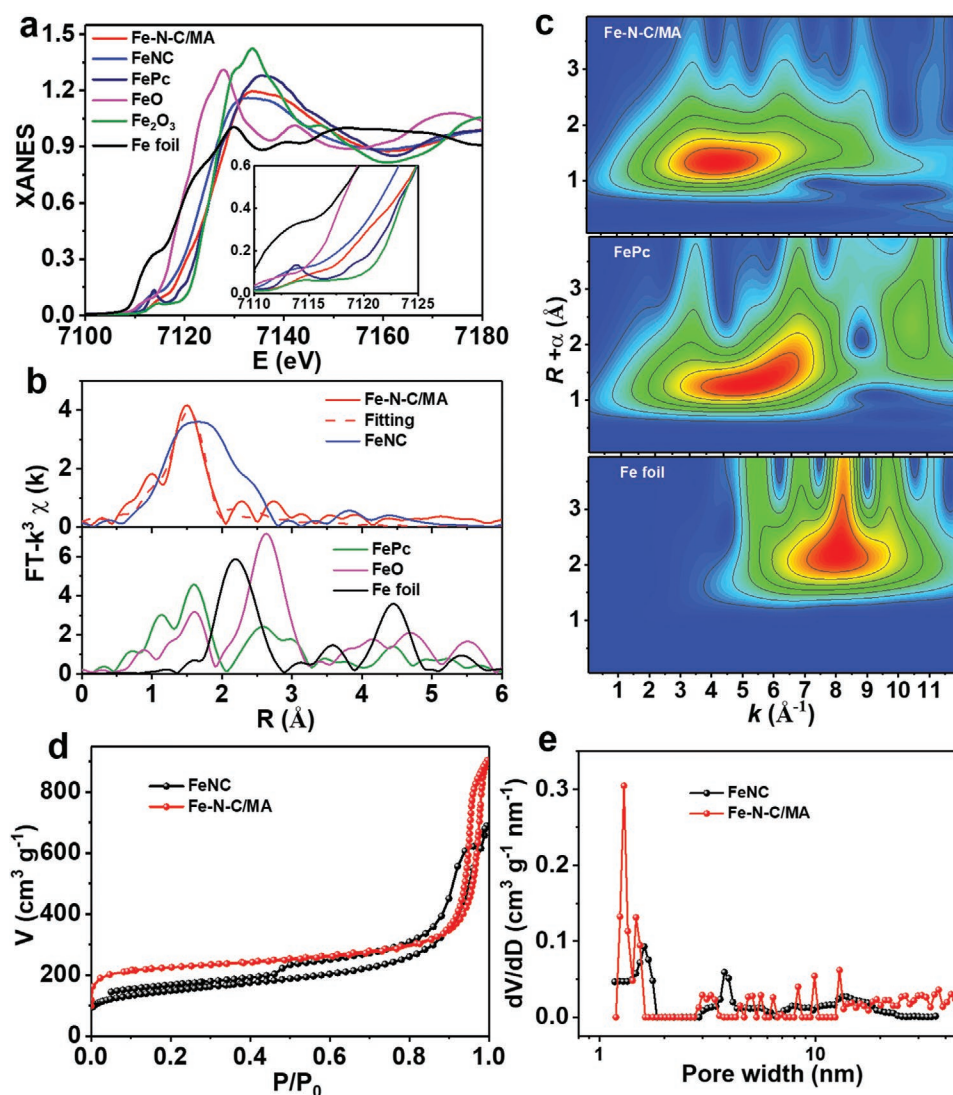 a
XANES
1.5
1.2
0.9
0.6
0.3
0.0
Fe-N-C/MA
FeNC
FePc
FeO
Fe₂O₃
Fe foil
0.6
0.4
0.2
0.0
7110 7115 7120 7125
7100 7120 7140 7160 7180
E (eV)
b
FT-k³ χ (k)
4
2
0
Fe-N-C/MA
Fitting
FeNC
6
4
2
0
FePc
FeO
Fe foil
0 1 2 3 4 5 6
R (Å)
c
R +α (Å)
Fe-N-C/MA
3
2
1
FePc
3
2
1
Fe foil
3
2
1
1 2 3 4 5 6 7 8 9 10 11
k (Å⁻¹)
d
V (cm³ g⁻¹)
800
600
400
200
0
FeNC
Fe-N-C/MA
0.0 0.2 0.4 0.6 0.8 1.0
P/P₀
e
dV/dD (cm³ g⁻¹ nm⁻¹)
0.3
0.2
0.1
0.0
FeNC
Fe-N-C/MA
1 10
Pore width (nm)